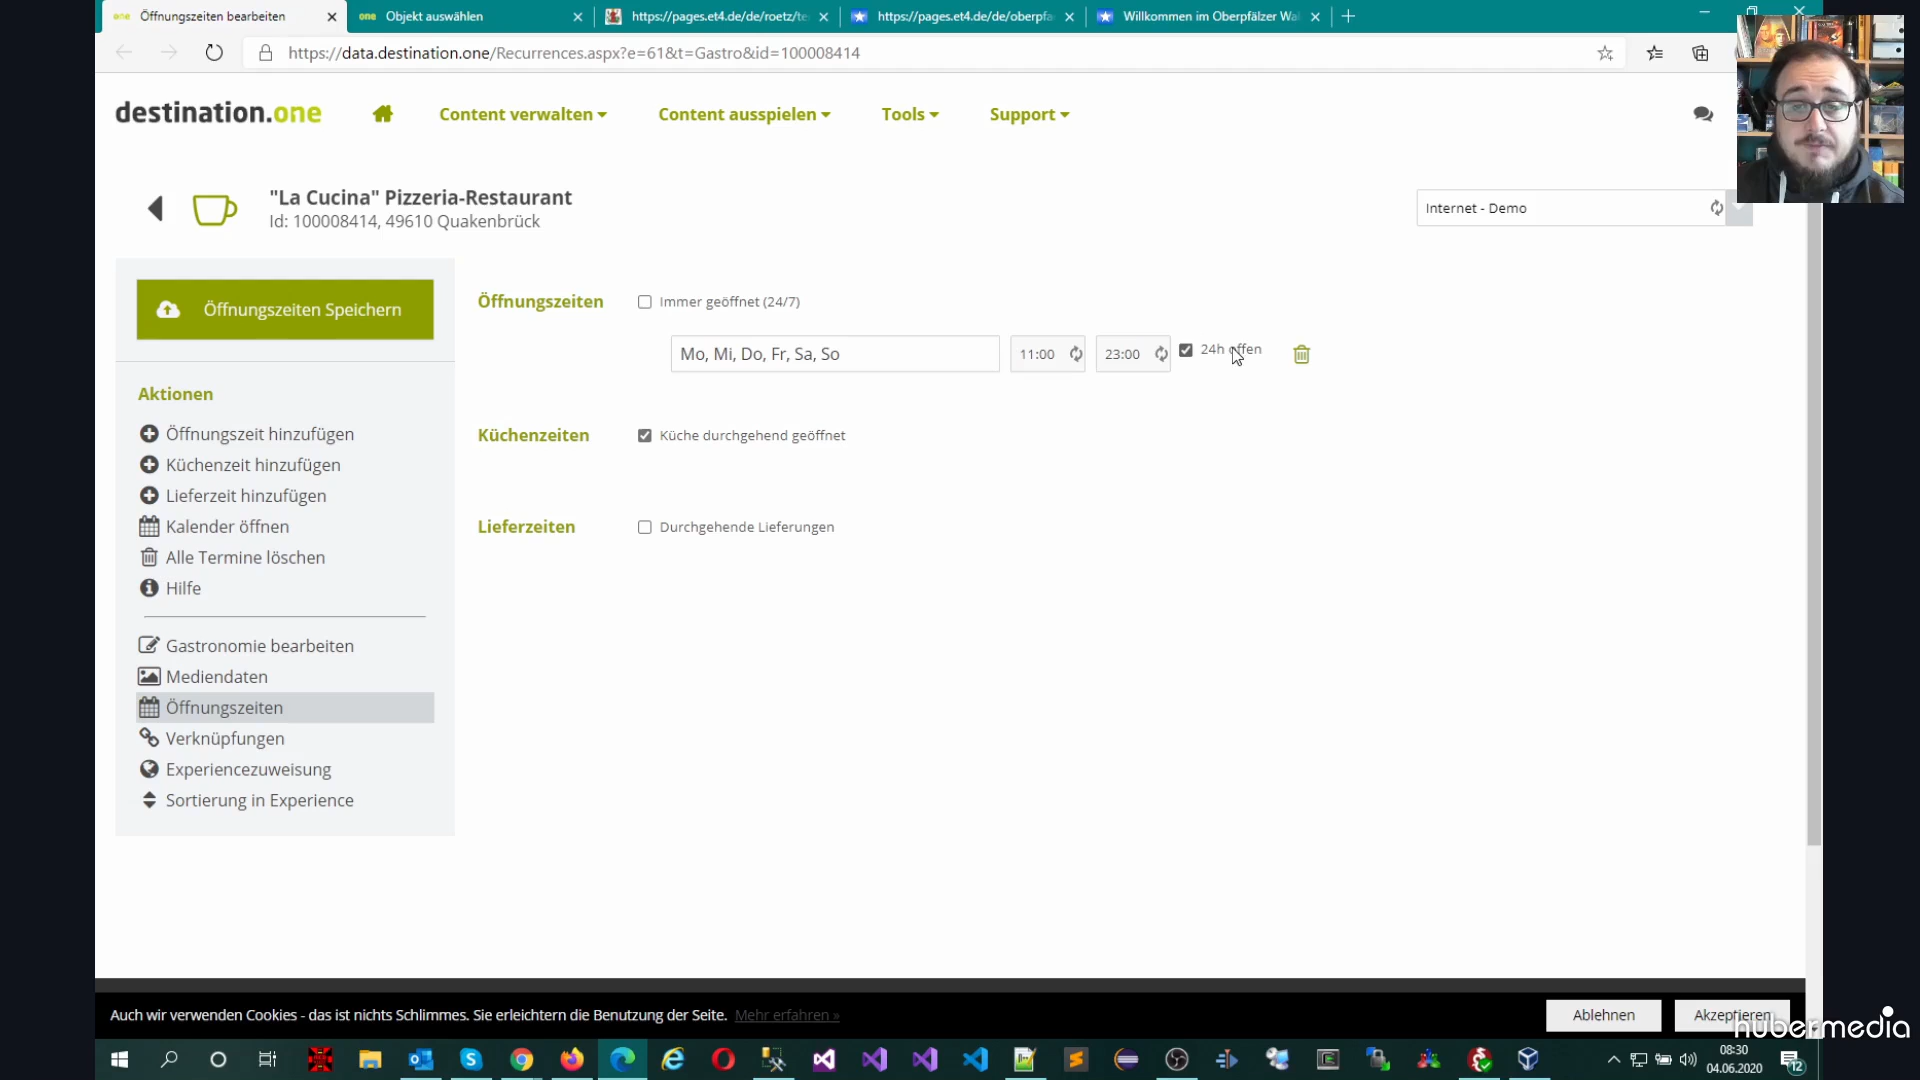 Öffnungszeiten bearbeiten
one Objekt auswählen
https://pages.et4.de/de/roetz/te
https://pages.et4.de/de/oberpfa
Willkommen im Oberpfälzer Wal
https://data.destination.one/Recurrences.aspx?e=61&t=Gastro&id=100008414
destination.one
Content verwalten
Content ausspielen
Tools
Support
"La Cucina" Pizzeria-Restaurant
Id: 100008414, 49610 Quakenbrück
Internet - Demo
Öffnungszeiten Speichern
Aktionen
Öffnungszeit hinzufügen
Küchenzeit hinzufügen
Lieferzeit hinzufügen
Kalender öffnen
Alle Termine löschen
Hilfe
Gastronomie bearbeiten
Mediendaten
Öffnungszeiten
Verknüpfungen
Experiencezuweisung
Sortierung in Experience
Öffnungszeiten
Immer geöffnet (24/7)
Mo, Mi, Do, Fr, Sa, So
11:00
23:00
24h offen
Küchenzeiten
Küche durchgehend geöffnet
Lieferzeiten
Durchgehende Lieferungen
Auch wir verwenden Cookies - das ist nichts Schlimmes. Sie erleichtern die Benutzung der Seite. Mehr erfahren »
Ablehnen
Akzeptieren
hubermedia
08:30
04.06.2020
12